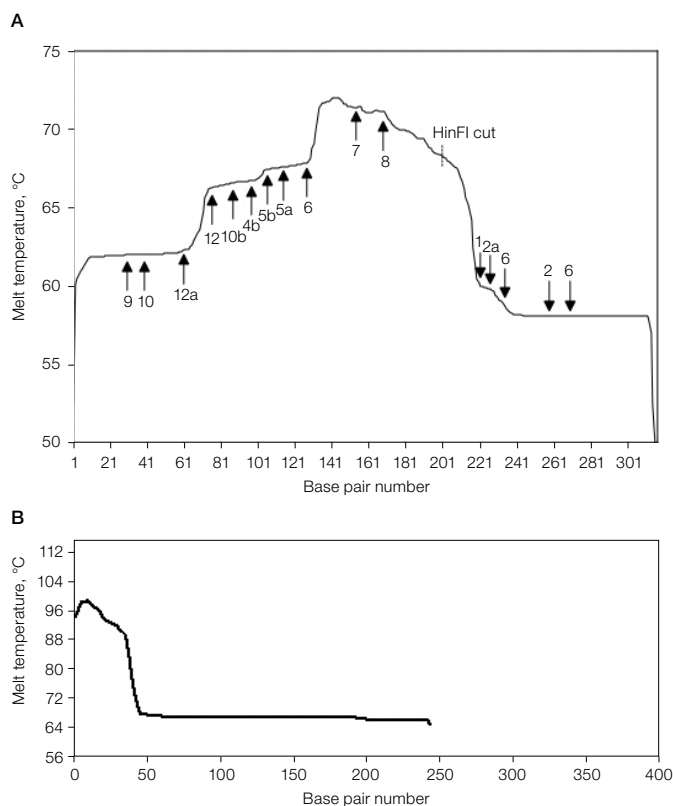 A
75
70
65
60
55
50
Melt temperature, °C
HinFI cut
7
8
12
10b
4b
5b
5a
6
9
10
12a
1
2a
6
2
6
1 21 41 61 81 101 121 141 161 181 201 221 241 261 281 301
Base pair number
B
112
104
96
88
80
72
64
56
Melt temperature, °C
0 50 100 150 200 250 300 350 400
Base pair number